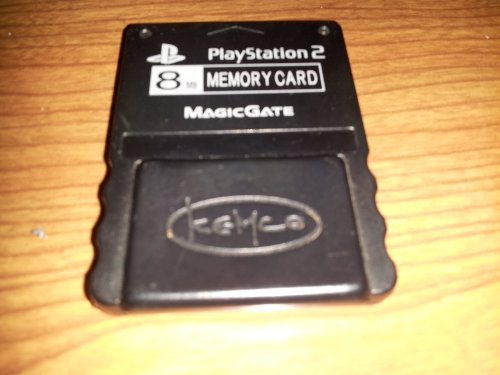 PlayStation 2
8 MB MEMORY CARD
MAGICGATE
KEMCO